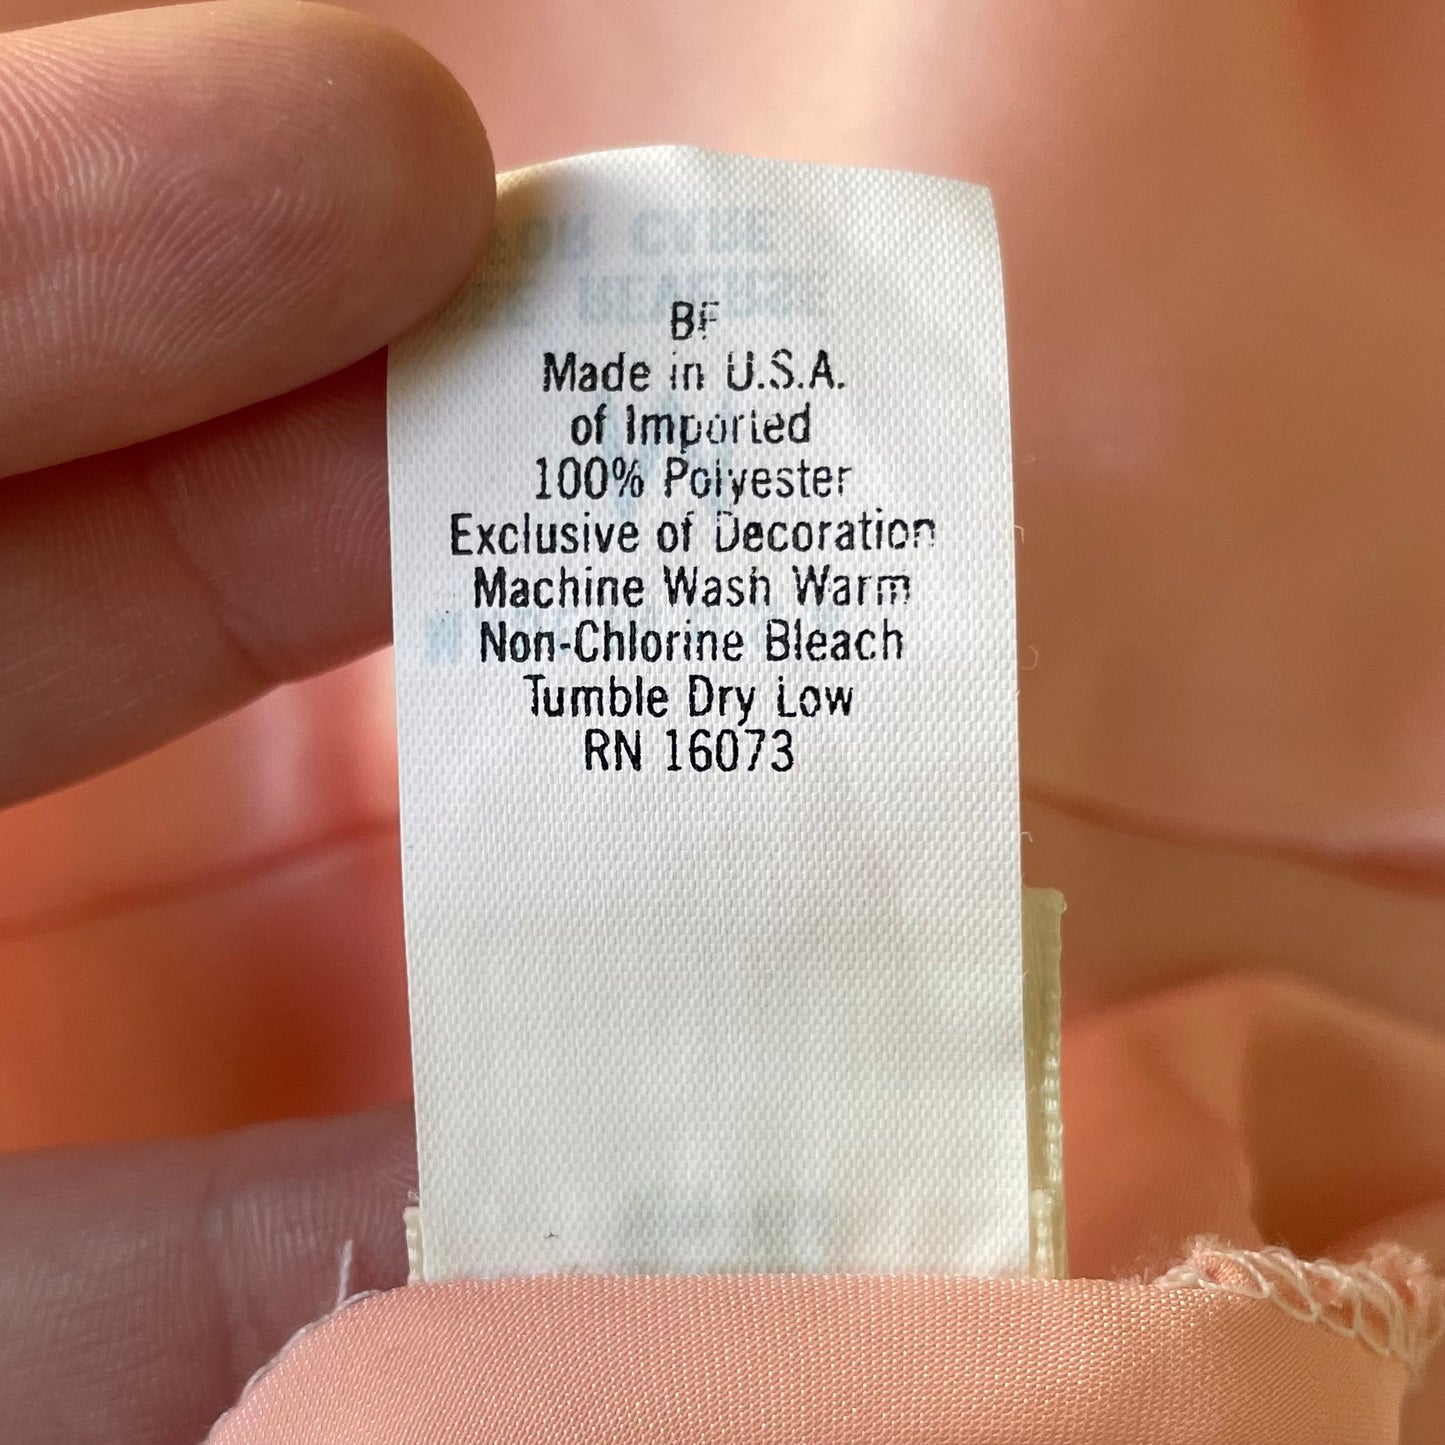 BF
Made in U.S.A.
of Imported
100% Polyester
Exclusive of Decoration
Machine Wash Warm
Non-Chlorine Bleach
Tumble Dry Low
RN 16073